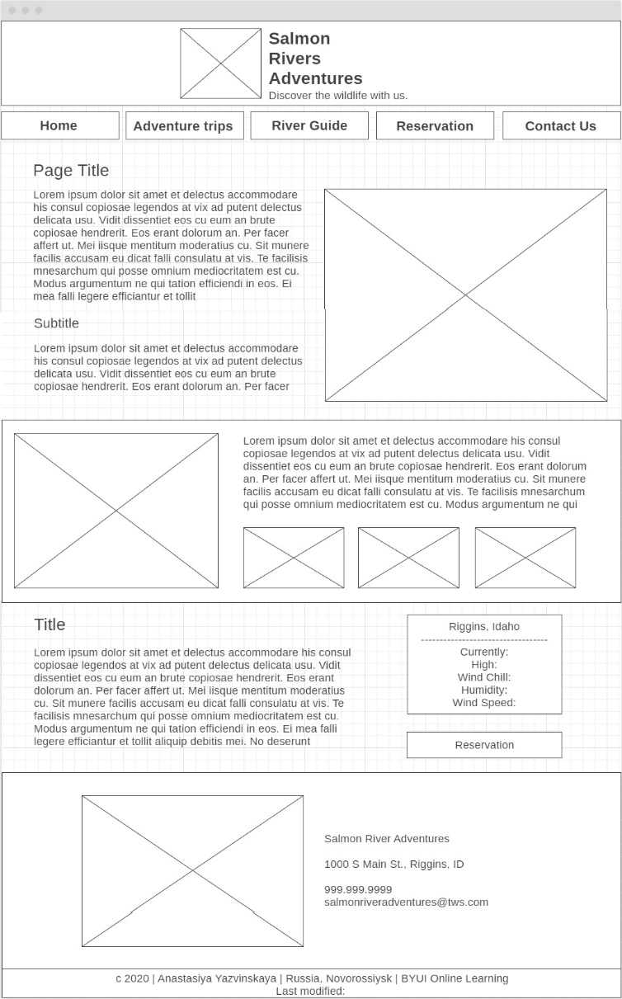 Salmon
Rivers
Adventures
Discover the wildlife with us.
Home
Adventure trips
River Guide
Reservation
Contact Us
Page Title
Lorem ipsum dolor sit amet et delectus accommodare
his consul copiosae legendos at vix ad putent delectus
delicata usu. Vidit dissentiet eos cu eum an brute
copiosae hendrerit. Eos erant dolorum an. Per facer
affert ut. Mei iisque mentitum moderatius cu. Sit munere
facilis accusam eu dicat falli consulatu at vis. Te facilisis
mnesarchum qui posse omnium mediocritatem est cu.
Modus argumentum ne qui tation efficiendi in eos. Ei
mea falli legere efficiantur et tollit
Subtitle
Lorem ipsum dolor sit amet et delectus accommodare
his consul copiosae legendos at vix ad putent delectus
delicata usu. Vidit dissentiet eos cu eum an brute
copiosae hendrerit. Eos erant dolorum an. Per facer
Lorem ipsum dolor sit amet et delectus accommodare his consul
copiosae legendos at vix ad putent delectus delicata usu. Vidit
dissentiet eos cu eum an brute copiosae hendrerit. Eos erant dolorum
an. Per facer affert ut. Mei iisque mentitum moderatius cu. Sit munere
facilis accusam eu dicat falli consulatu at vis. Te facilisis mnesarchum
qui posse omnium mediocritatem est cu. Modus argumentum ne qui
Title
Lorem ipsum dolor sit amet et delectus accommodare his consul
copiosae legendos at vix ad putent delectus delicata usu. Vidit
dissentiet eos cu eum an brute copiosae hendrerit. Eos erant
dolorum an. Per facer affert ut. Mei iisque mentitum moderatius
cu. Sit munere facilis accusam eu dicat falli consulatu at vis. Te
facilisis mnesarchum qui posse omnium mediocritatem est cu.
Modus argumentum ne qui tation efficiendi in eos. Ei mea falli
legere efficiantur et tollit aliquip debitis mei. No deserunt
Riggins, Idaho
----------------------------------
Currently:
High:
Wind Chill:
Humidity:
Wind Speed:
Reservation
Salmon River Adventures
1000 S Main St., Riggins, ID
999.999.9999
salmonriveradventures@tws.com
c 2020 | Anastasiya Yazvinskaya | Russia, Novorossiysk | BYUI Online Learning
Last modified: